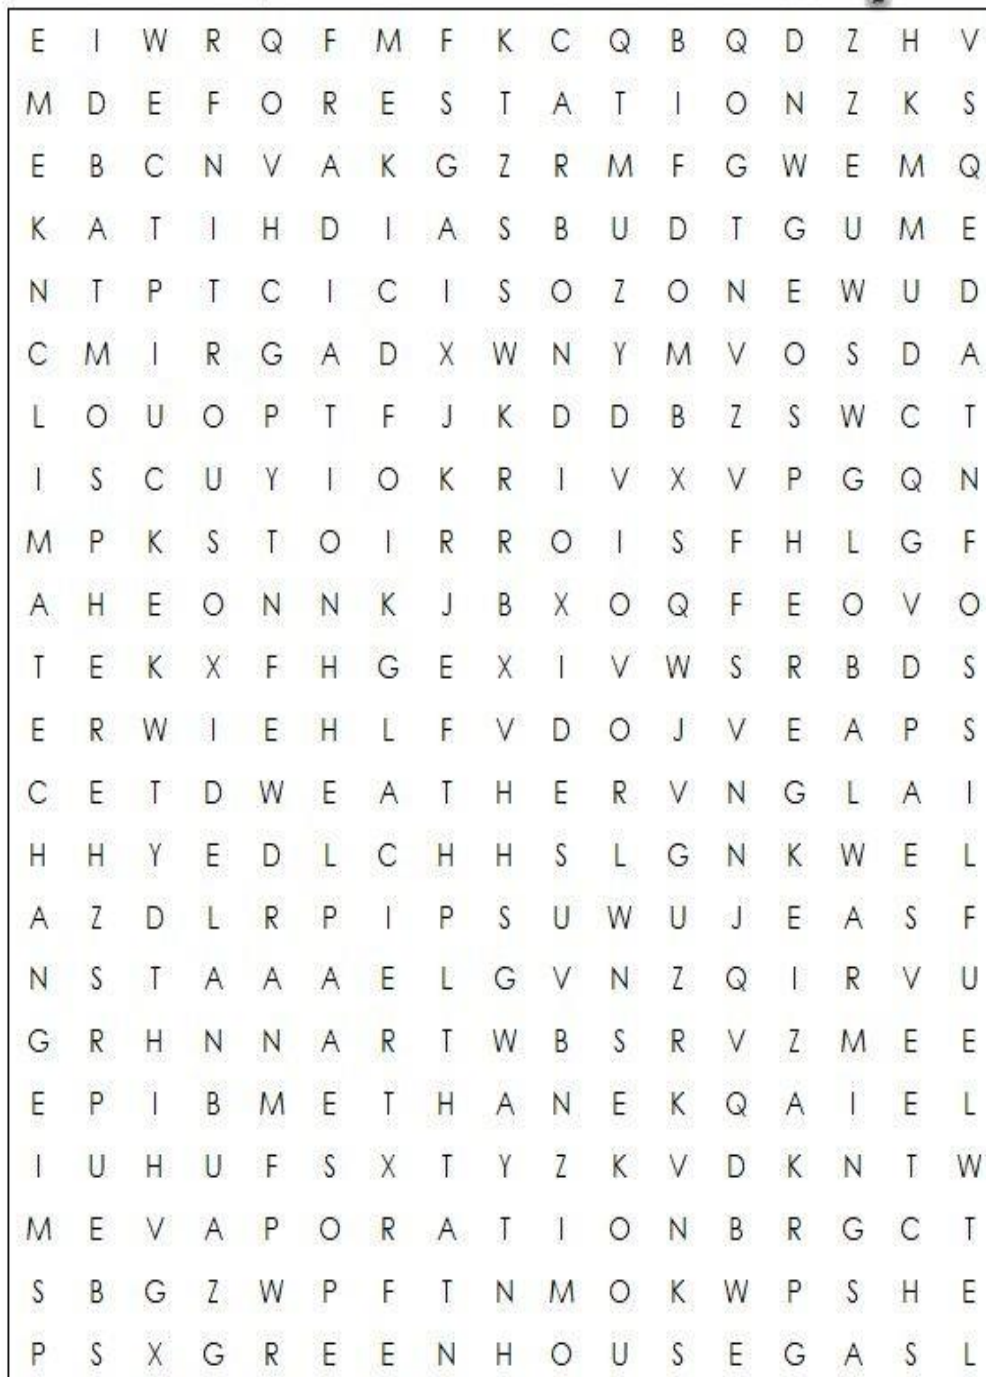 E I W R Q F M F K C Q B Q D Z H V
M D E F O R E S T A T I O N Z K S
E B C N V A K G Z R M F G W E M Q
K A T I H D I A S B U D T G U M E
N T P T C I C I S O Z O N E W U D
C M I R G A D X W N Y M V O S D A
L O U O P T F J K D D B Z S W C T
I S C U Y I O K R I V X V P G Q N
M P K S T O I R R O I S F H L G F
A H E O N N K J B X O Q F E O V O
T E K X F H G E X I V W S R B D S
E R W I E H L F V D O J V E A P S
C E T D W E A T H E R V N G L A I
H H Y E D L C H H S L G N K W E L
A Z D L R P I P S U W U J E A S F
N S T A A A E L G V N Z Q I R V U
G R H N N A R T W B S R V Z M E E
E P I B M E T H A N E K Q A I E L
I U H U F S X T Y Z K V D K N T W
M E V A P O R A T I O N B R G C T
S B G Z W P F T N M O K W P S H E
P S X G R E E N H O U S E G A S L